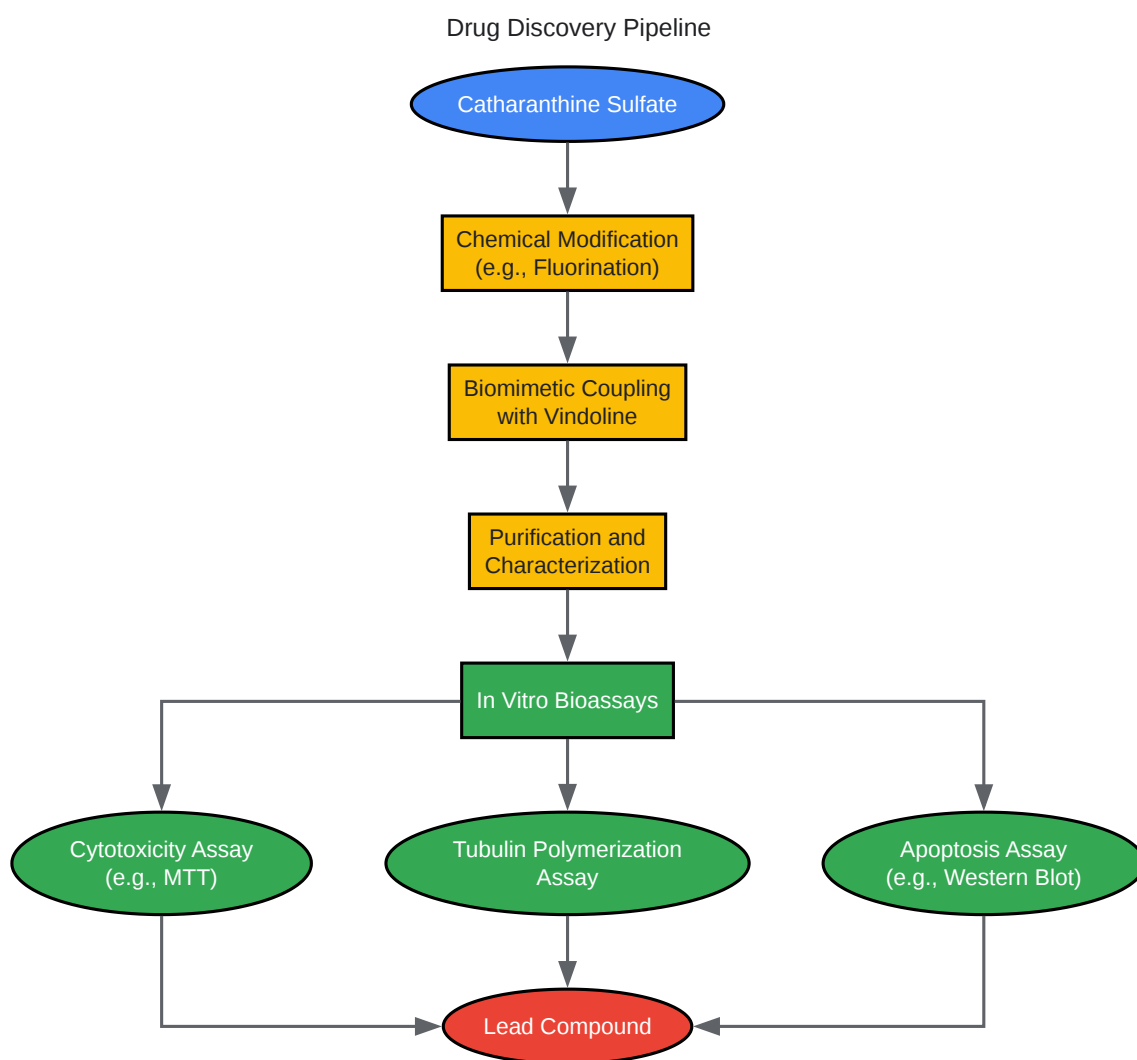 Drug Discovery Pipeline
Catharanthine Sulfate
Chemical Modification
(e.g., Fluorination)
Biomimetic Coupling
with Vindoline
Purification and
Characterization
In Vitro Bioassays
Cytotoxicity Assay
(e.g., MTT)
Tubulin Polymerization
Assay
Apoptosis Assay
(e.g., Western Blot)
Lead Compound